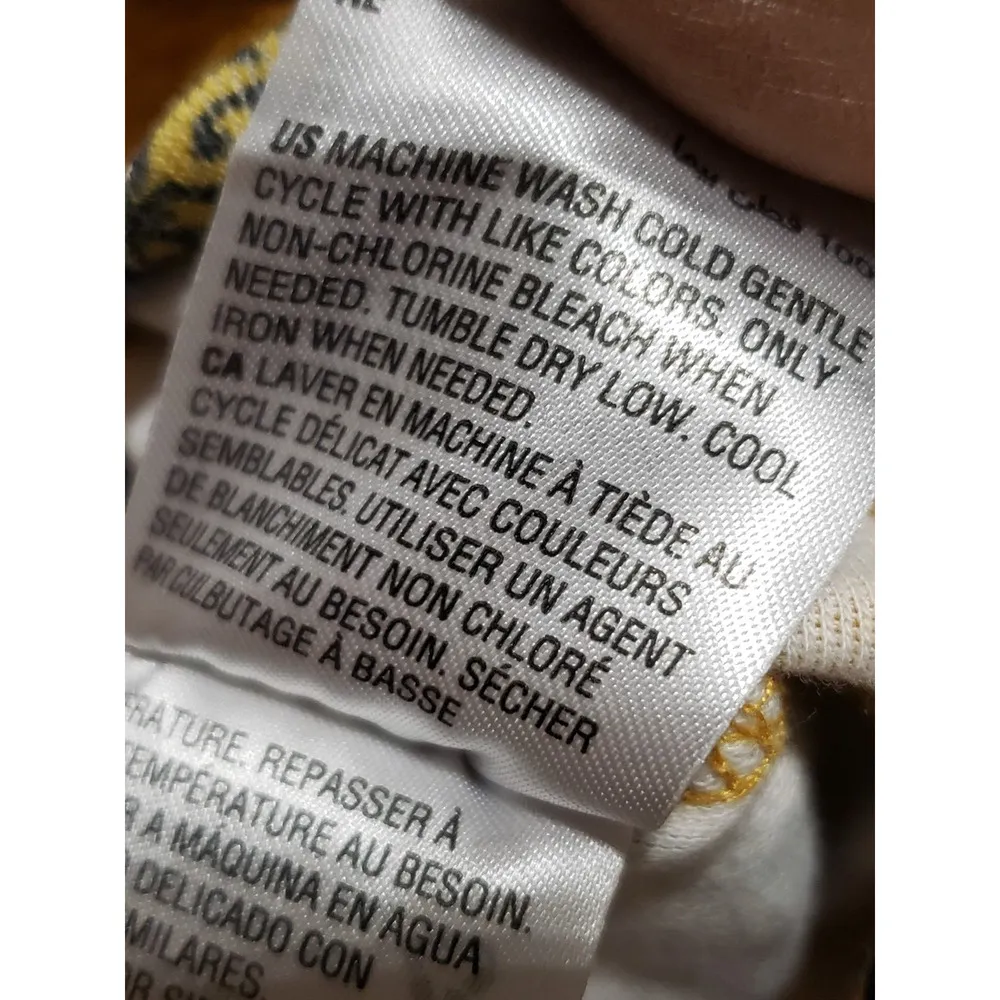 US MACHINE WASH COLD GENTLE
CYCLE WITH LIKE COLORS. ONLY
NON-CHLORINE BLEACH WHEN
NEEDED. TUMBLE DRY LOW. COOL
IRON WHEN NEEDED.
CA LAVER EN MACHINE À TIÈDE AU
CYCLE DÉLICAT AVEC COULEURS
SEMBLABLES. UTILISER UN AGENT
DE BLANCHIMENT NON CHLORÉ
SEULEMENT AU BESOIN. SÉCHER
PAR CULBUTAGE À BASSE
RATURE. REPASSER À
EMPÉRATURE AU BESOIN.
R A MÁQUINA EN AGUA
DELICADO CON
MILARES.
100